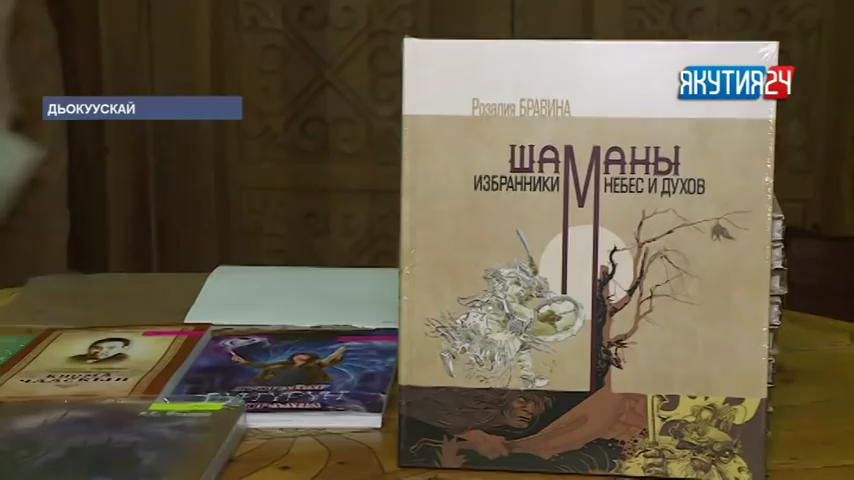 ДЬОКУУСКАЙ
ЯКУТИЯ24
Розалия БРАВИНА
ШАМАНЫ
ИЗБРАННИКИ НЕБЕС И ДУХОВ